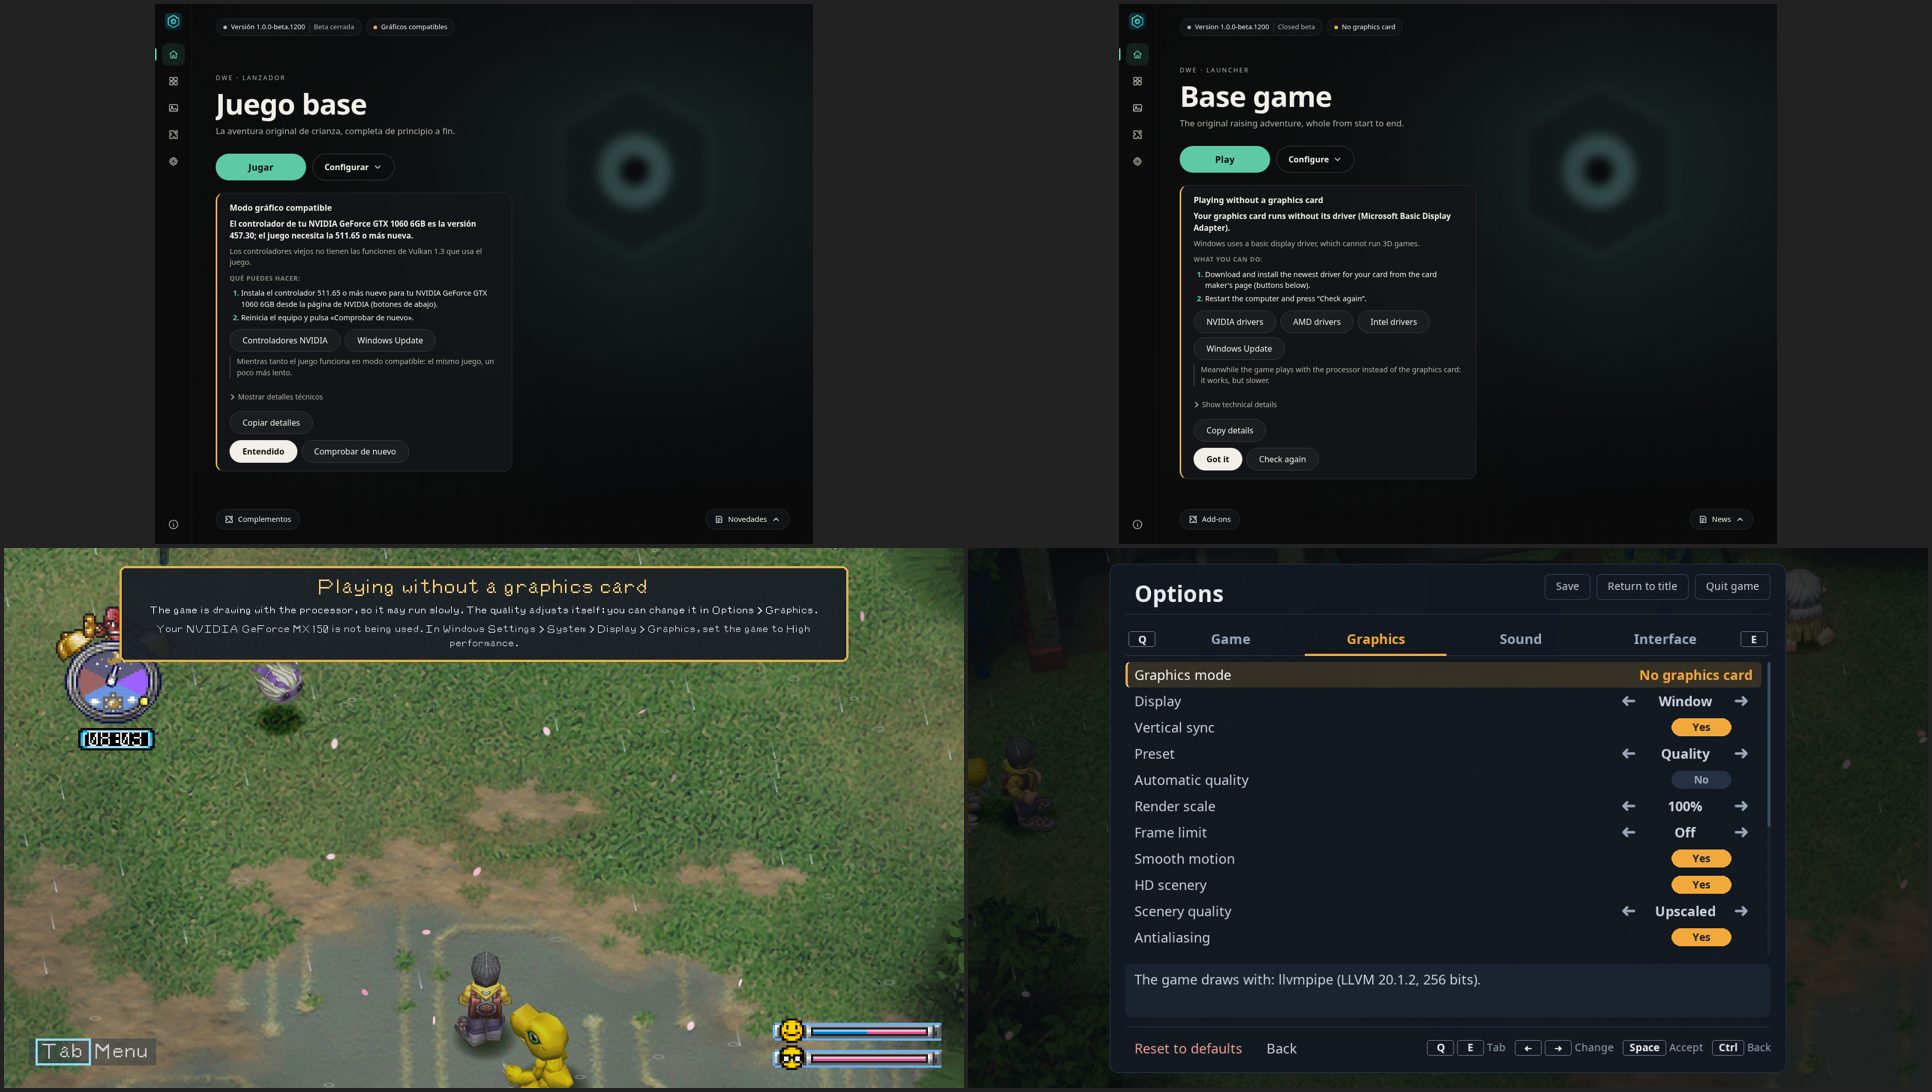 Versión 1.0.0-beta.1200 | Beta cerrada
Gráficos compatibles
DWE · LANZADOR
Juego base
La aventura original de crianza, completa de principio a fin.
Jugar
Configurar
Modo gráfico compatible
El controlador de tu NVIDIA GeForce GTX 1060 6GB es la versión
457.30; el juego necesita la 511.65 o más nueva.
Los controladores viejos no tienen las funciones de Vulkan 1.3 que usa el
juego.
QUÉ PUEDES HACER:
1. Instala el controlador 511.65 o más nuevo para tu NVIDIA GeForce GTX
1060 6GB desde la página de NVIDIA (botones de abajo).
2. Reinicia el equipo y pulsa «Comprobar de nuevo».
Controladores NVIDIA
Windows Update
Mientras tanto el juego funciona en modo compatible: el mismo juego, un
poco más lento.
Mostrar detalles técnicos
Copiar detalles
Entendido
Comprobar de nuevo
Complementos
Novedades
Version 1.0.0-beta.1200 | Closed beta
No graphics card
DWE · LAUNCHER
Base game
The original raising adventure, whole from start to end.
Play
Configure
Playing without a graphics card
Your graphics card runs without its driver (Microsoft Basic Display
Adapter).
Windows uses a basic display driver, which cannot run 3D games.
WHAT YOU CAN DO:
1. Download and install the newest driver for your card from the card
maker's page (buttons below).
2. Restart the computer and press “Check again”.
NVIDIA drivers
AMD drivers
Intel drivers
Windows Update
Meanwhile the game plays with the processor instead of the graphics card:
it works, but slower.
Show technical details
Copy details
Got it
Check again
Add-ons
News
Playing without a graphics card
The game is drawing with the processor, so it may run slowly. The quality adjusts itself; you can change it in Options > Graphics.
Your NVIDIA GeForce MX150 is not being used. In Windows Settings > System > Display > Graphics, set the game to High
performance.
08:03
Tab Menu
Options
Save
Return to title
Quit game
Q
Game
Graphics
Sound
Interface
E
Graphics mode No graphics card
Display Window
Vertical sync Yes
Preset Quality
Automatic quality No
Render scale 100%
Frame limit Off
Smooth motion Yes
HD scenery Yes
Scenery quality Upscaled
Antialiasing Yes
The game draws with: llvmpipe (LLVM 20.1.2, 256 bits).
Reset to defaults
Back
Q E Tab ← → Change Space Accept Ctrl Back